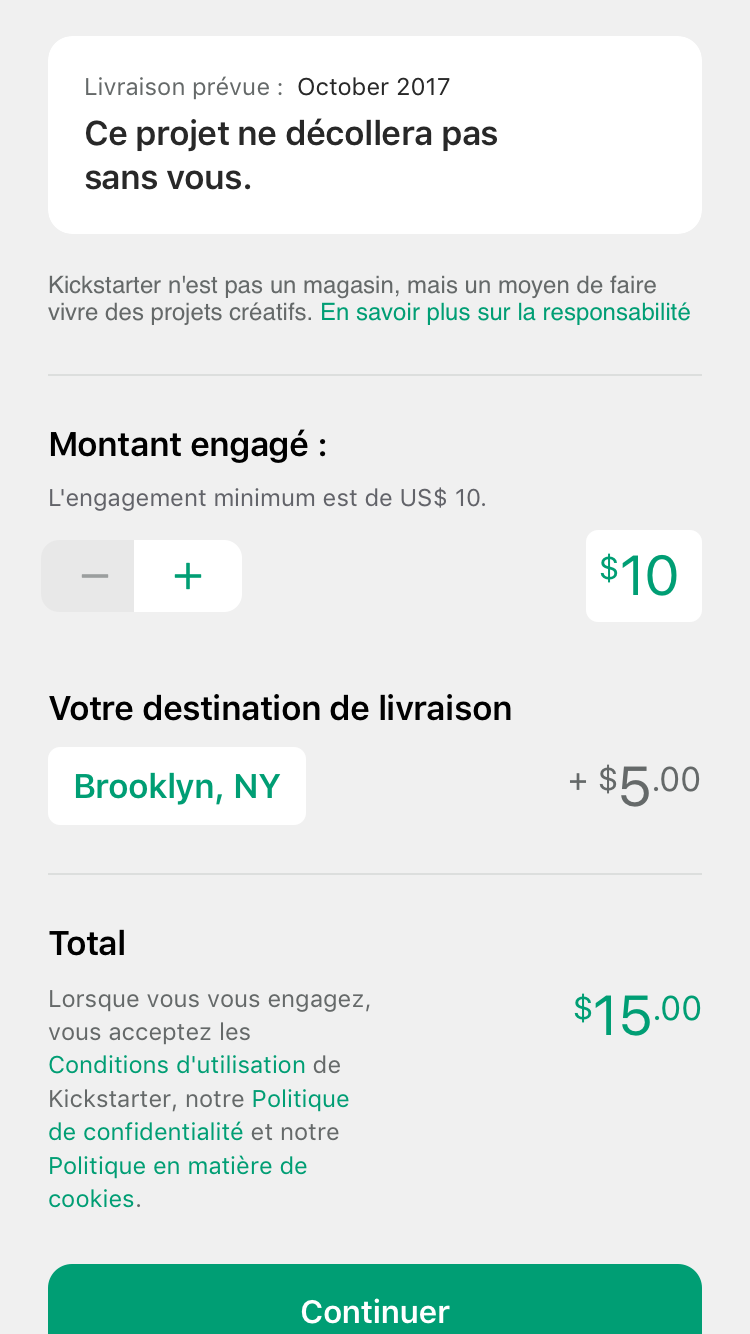 Livraison prévue : October 2017
Ce projet ne décollera pas
sans vous.
Kickstarter n'est pas un magasin, mais un moyen de faire
vivre des projets créatifs. En savoir plus sur la responsabilité
Montant engagé :
L'engagement minimum est de US$ 10.
− +
$10
Votre destination de livraison
Brooklyn, NY
+ $5.00
Total
Lorsque vous vous engagez,
vous acceptez les
Conditions d'utilisation de
Kickstarter, notre Politique
de confidentialité et notre
Politique en matière de
cookies.
$15.00
Continuer